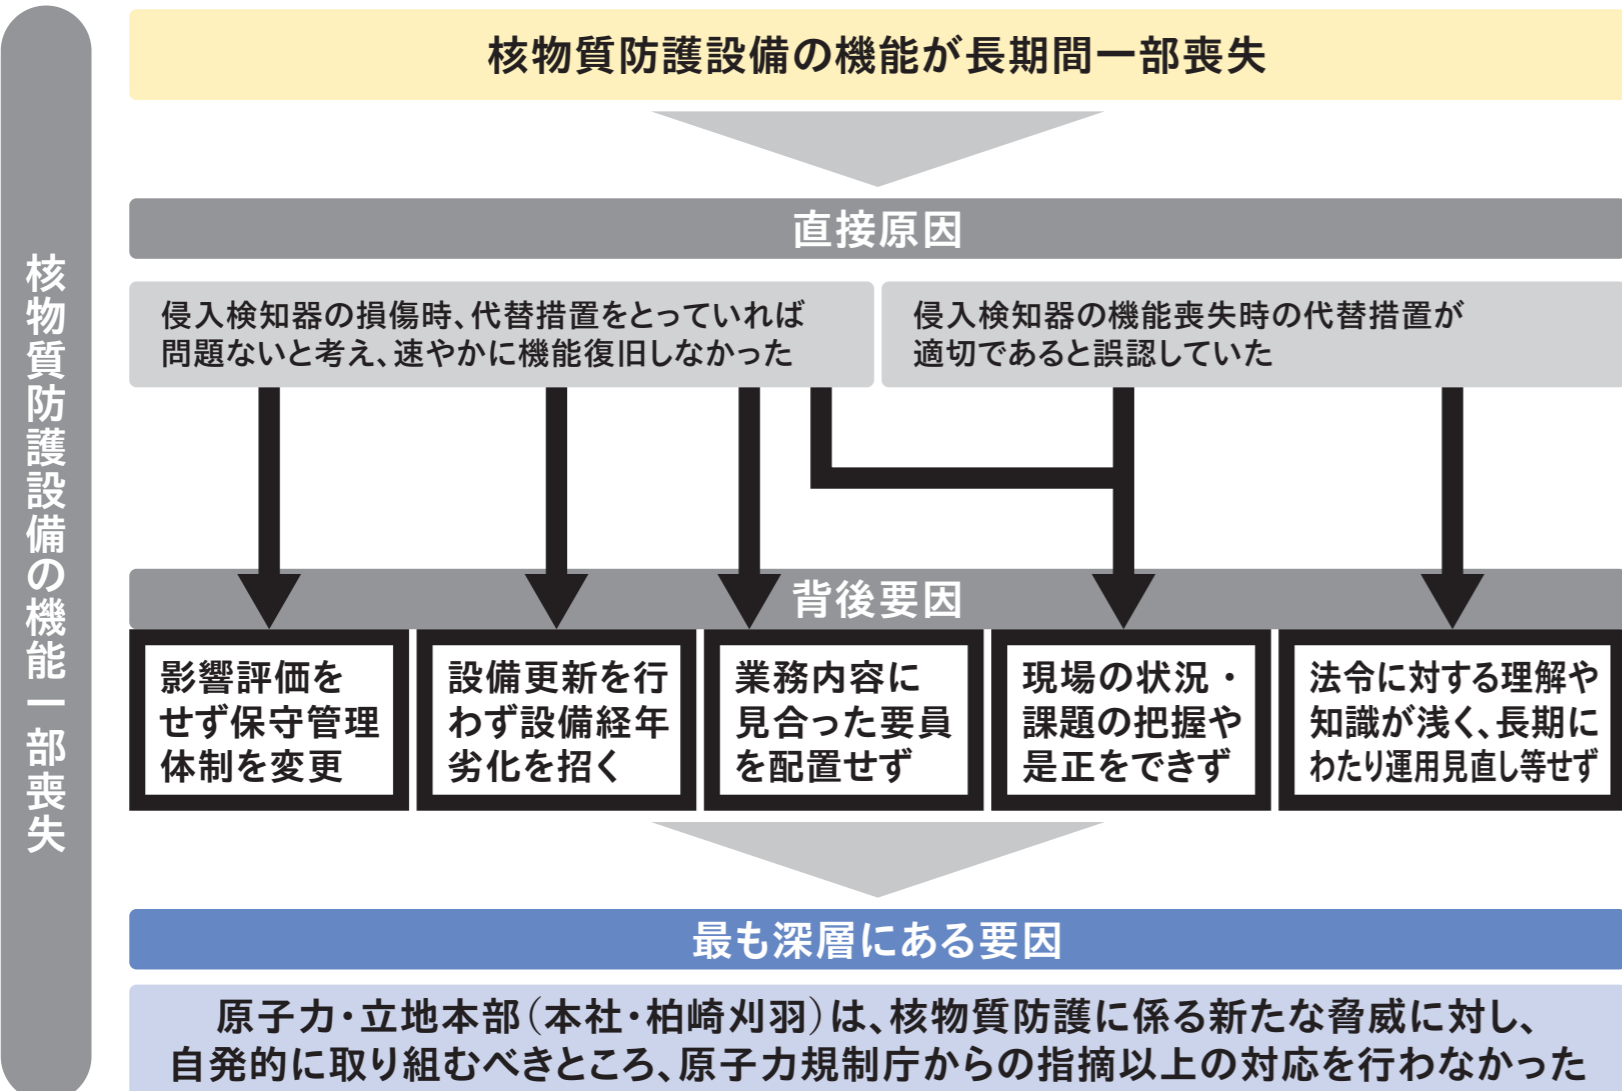 核物質防護設備の機能一部喪失
核物質防護設備の機能が長期間一部喪失
直接原因
侵入検知器の損傷時、代替措置をとっていれば
問題ないと考え、速やかに機能復旧しなかった
侵入検知器の機能喪失時の代替措置が
適切であると誤認していた
背後要因
影響評価を
せず保守管理
体制を変更
設備更新を行
わず設備経年
劣化を招く
業務内容に
見合った要員
を配置せず
現場の状況・
課題の把握や
是正をできず
法令に対する理解や
知識が浅く、長期に
わたり運用見直し等せず
最も深層にある要因
原子力・立地本部(本社・柏崎刈羽)は、核物質防護に係る新たな脅威に対し、
自発的に取り組むべきところ、原子力規制庁からの指摘以上の対応を行わなかった